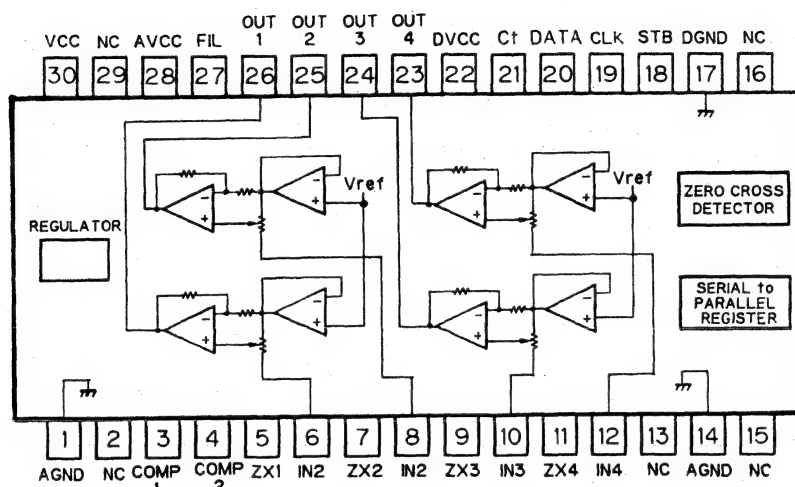 VCC NC AVCC FIL OUT 1 OUT 2 OUT 3 OUT 4 DVCC Ct DATA CLK STB DGND NC
30 29 28 27 26 25 24 23 22 21 20 19 18 17 16
Vref
Vref
REGULATOR
ZERO CROSS
DETECTOR
SERIAL to
PARALLEL
REGISTER
- + - + - + - +
- + - + - + - +
1 2 3 4 5 6 7 8 9 10 11 12 13 14 15
AGND NC COMP 1 COMP 2 ZX1 IN2 ZX2 IN2 ZX3 IN3 ZX4 IN4 NC AGND NC